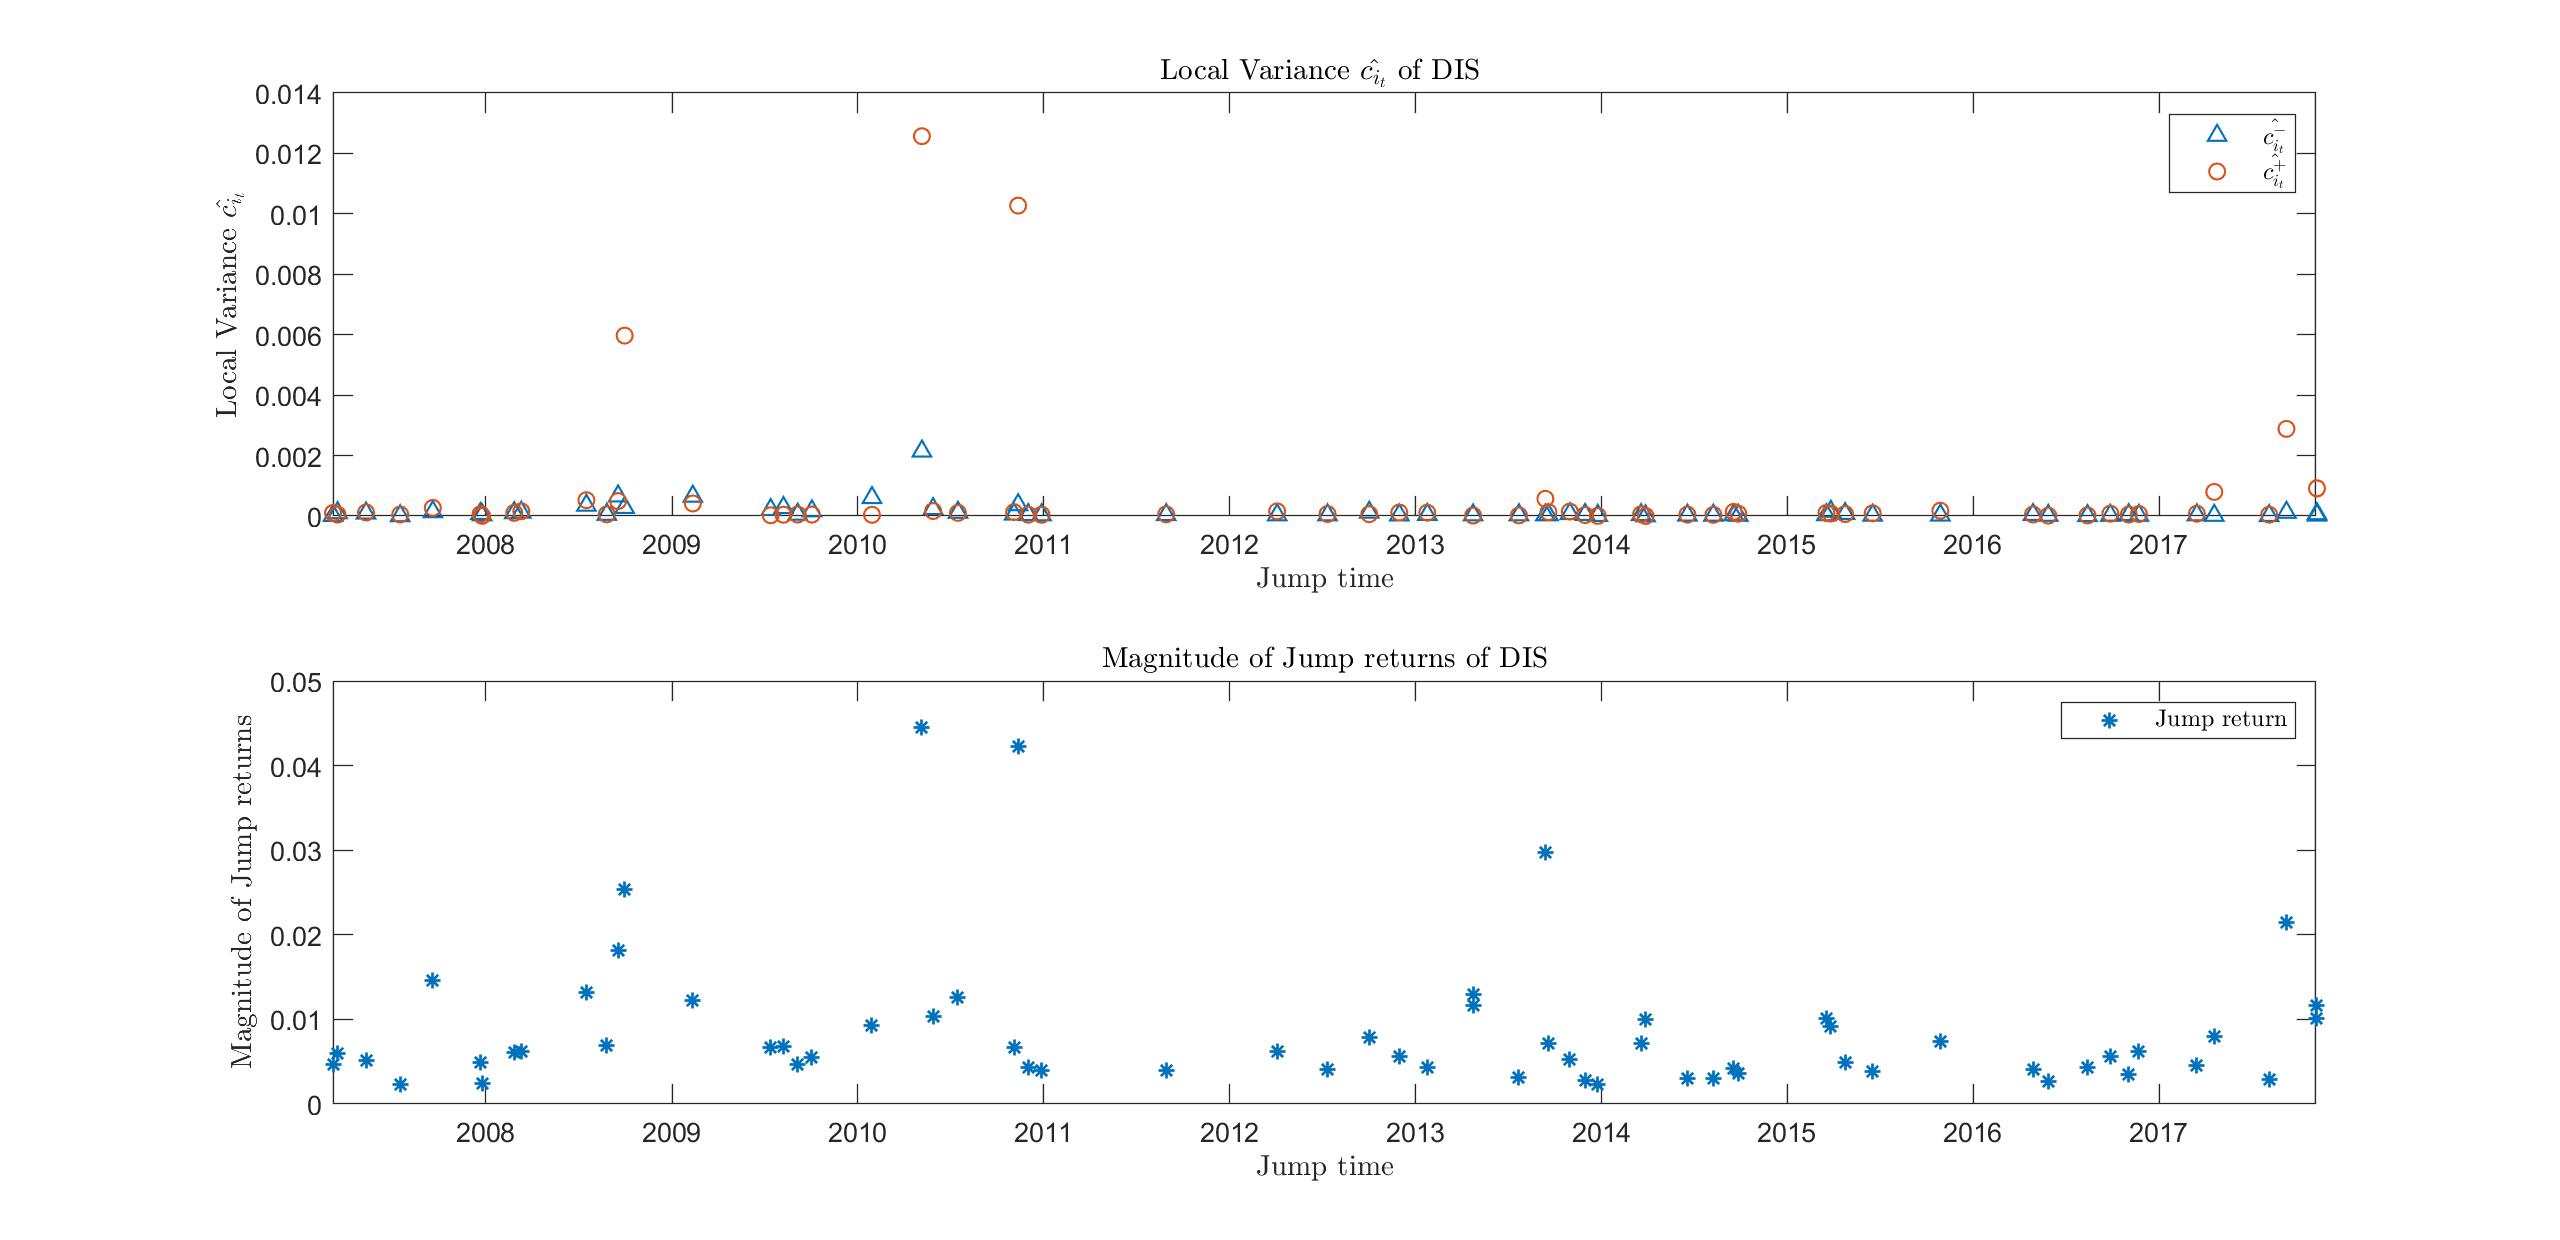 Local Variance $\hat{c_{i_t}}$ of DIS
0.014
0.012
0.01
0.008
0.006
0.004
0.002
0
Local Variance $\hat{c}_{i_t}$
$\hat{c_{i_t}^-}$
$\hat{c_{i_t}^+}$
2008 2009 2010 2011 2012 2013 2014 2015 2016 2017
Jump time
Magnitude of Jump returns of DIS
0.05
0.04
0.03
0.02
0.01
0
Magnitude of Jump returns
Jump return
2008 2009 2010 2011 2012 2013 2014 2015 2016 2017
Jump time